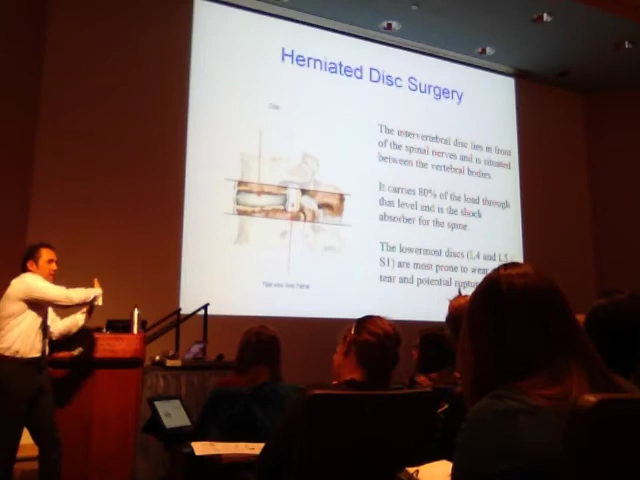 Herniated Disc Surgery
Disc
The intervertebral disc lies in front
of the spinal nerves and is situated
between the vertebral bodies.
It carries 80% of the load through
that level and is the shock
absorber for the spine.
The lowermost discs (L4 and L5
S1) are most prone to wear
tear and potential